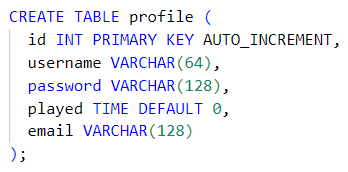 CREATE TABLE profile (
  id INT PRIMARY KEY AUTO_INCREMENT,
  username VARCHAR(64),
  password VARCHAR(128),
  played TIME DEFAULT 0,
  email VARCHAR(128)
);